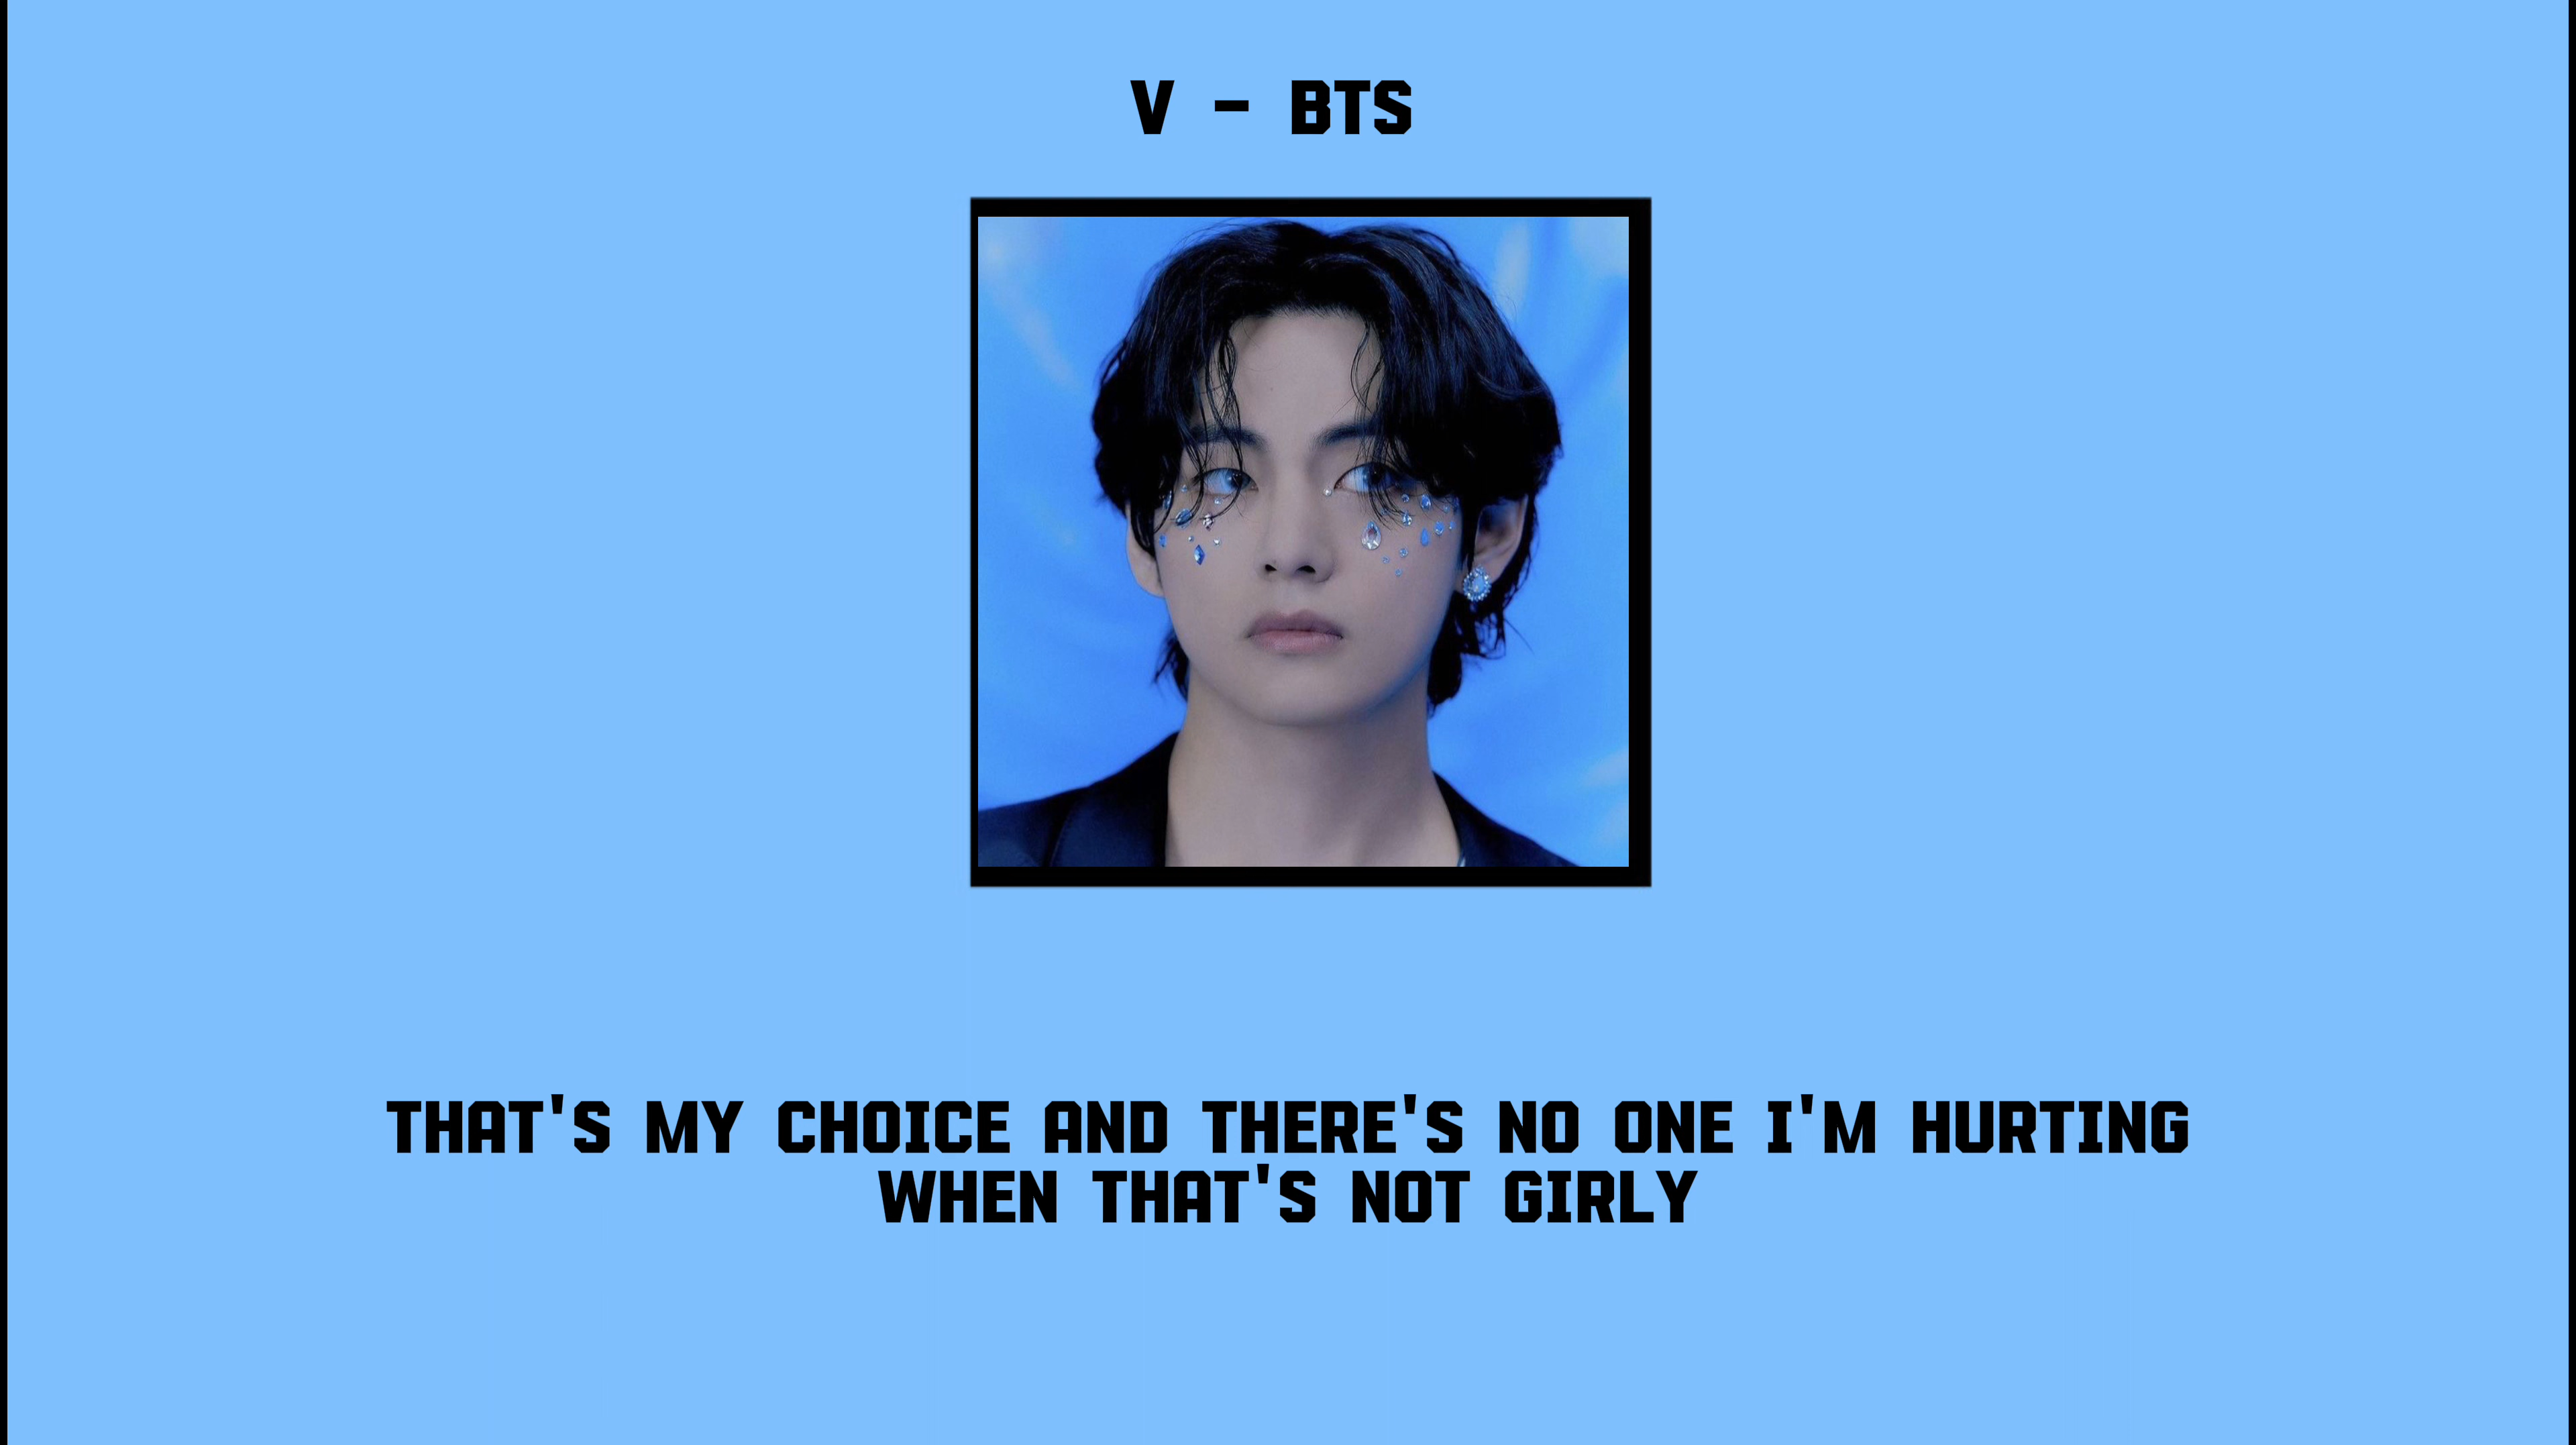 V - BTS
THAT'S MY CHOICE AND THERE'S NO ONE I'M HURTING
WHEN THAT'S NOT GIRLY